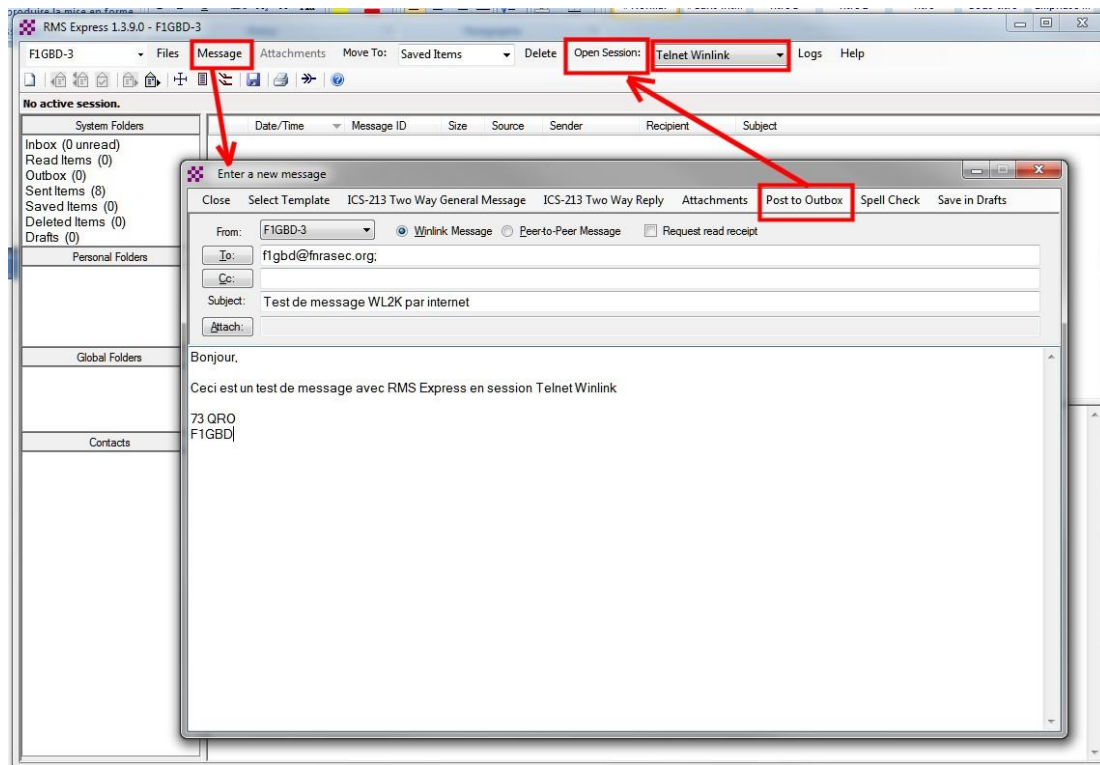 produire la mise en forme
RMS Express 1.3.9.0 - F1GBD-3
F1GBD-3 Files Message Attachments Move To: Saved Items Delete Open Session: Telnet Winlink Logs Help
No active session.
System Folders
Date/Time Message ID Size Source Sender Recipient Subject
Inbox (0 unread)
Read Items (0)
Outbox (0)
Sent Items (8)
Saved Items (0)
Deleted Items (0)
Drafts (0)
Personal Folders
Global Folders
Contacts
Enter a new message
Close Select Template ICS-213 Two Way General Message ICS-213 Two Way Reply Attachments Post to Outbox Spell Check Save in Drafts
From: F1GBD-3 Winlink Message Peer-to-Peer Message Request read receipt
To: f1gbd@fnrasec.org;
Cc:
Subject: Test de message WL2K par internet
Attach:
Bonjour,
Ceci est un test de message avec RMS Express en session Telnet Winlink
73 QRO
F1GBD